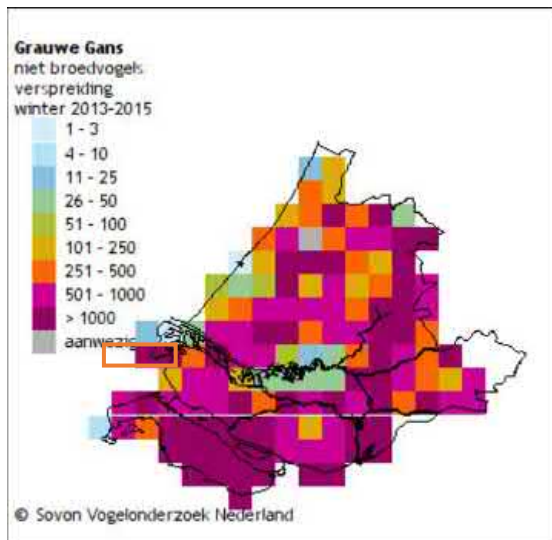 Grauwe Gans
niet broedvogels
verspreiding
winter 2013-2015
1 - 3
4 - 10
11 - 25
26 - 50
51 - 100
101 - 250
251 - 500
501 - 1000
> 1000
aanwezig
© Sovon Vogelonderzoek Nederland